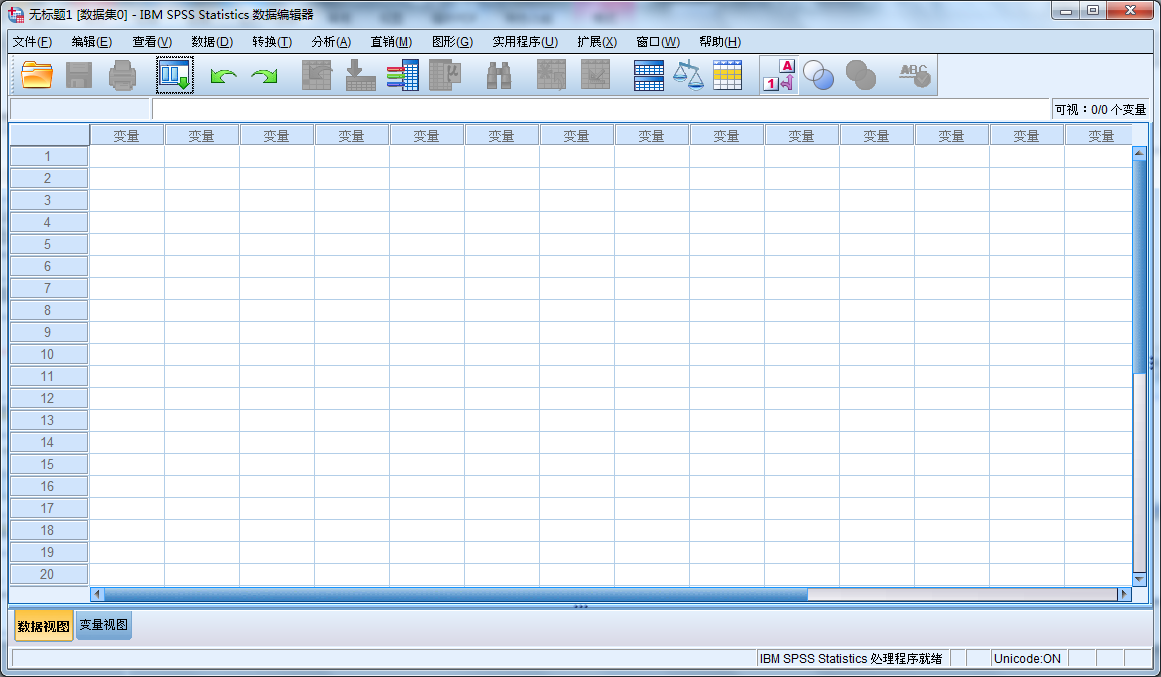 无标题1 [数据集0] - IBM SPSS Statistics 数据编辑器
文件(F) 编辑(E) 查看(V) 数据(D) 转换(T) 分析(A) 直销(M) 图形(G) 实用程序(U) 扩展(X) 窗口(W) 帮助(H)
μ A 1 ABC
可视：0/0 个变量
变量 变量 变量 变量 变量 变量 变量 变量 变量 变量 变量 变量 变量 变量
1
2
3
4
5
6
7
8
9
10
11
12
13
14
15
16
17
18
19
20
数据视图 变量视图
IBM SPSS Statistics 处理程序就绪 Unicode:ON